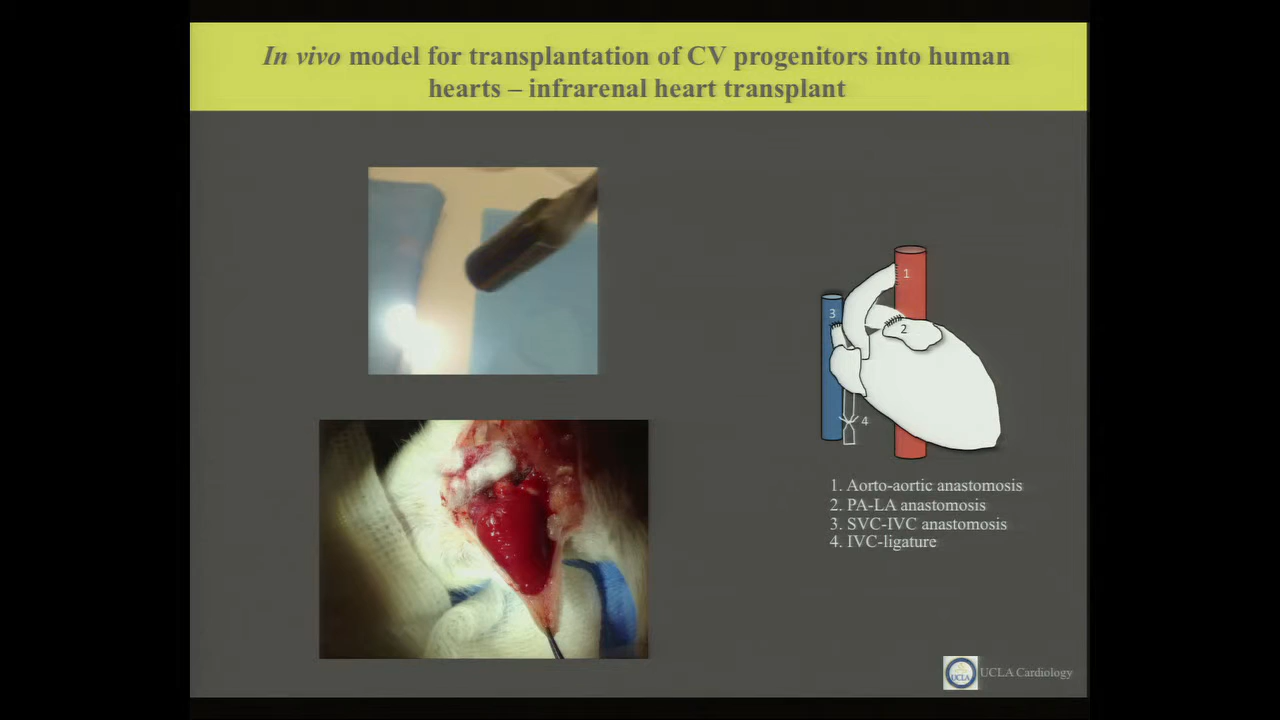 In vivo model for transplantation of CV progenitors into human
hearts – infrarenal heart transplant
1
3
2
4
1. Aorto-aortic anastomosis
2. PA-LA anastomosis
3. SVC-IVC anastomosis
4. IVC-ligature
UCLA
UCLA Cardiology